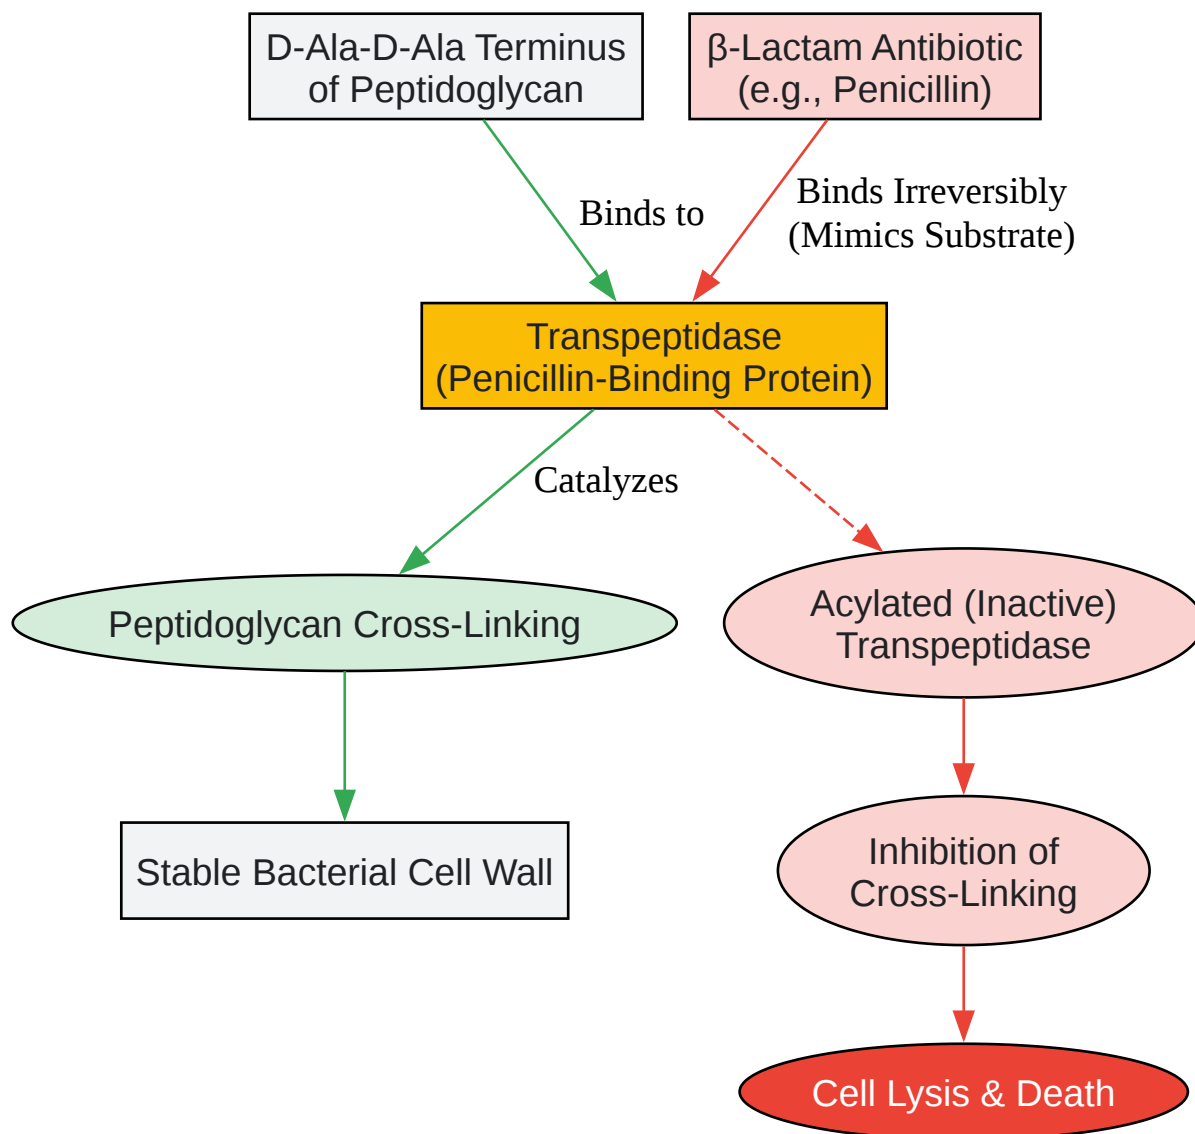 D-Ala-D-Ala Terminus
of Peptidoglycan
β-Lactam Antibiotic
(e.g., Penicillin)
Binds to
Binds Irreversibly
(Mimics Substrate)
Transpeptidase
(Penicillin-Binding Protein)
Catalyzes
Peptidoglycan Cross-Linking
Acylated (Inactive)
Transpeptidase
Stable Bacterial Cell Wall
Inhibition of
Cross-Linking
Cell Lysis & Death